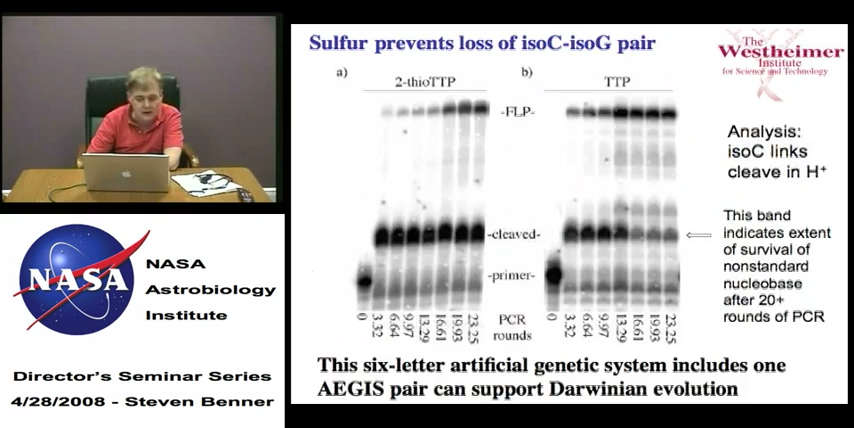 Sulfur prevents loss of isoC-isoG pair
The
Westheimer
Institute
for Science and Technology
a)
2-thioTTP
b)
TTP
-FLP-
-cleaved-
-primer-
0
3.32
6.64
9.97
13.29
16.61
19.93
23.25
PCR
rounds
0
3.32
6.64
9.97
13.29
16.61
19.93
23.25
Analysis:
isoC links
cleave in H⁺
This band
indicates extent
of survival of
nonstandard
nucleobase
after 20+
rounds of PCR
This six-letter artificial genetic system includes one
AEGIS pair can support Darwinian evolution
NASA
NASA
Astrobiology
Institute
Director's Seminar Series
4/28/2008 - Steven Benner